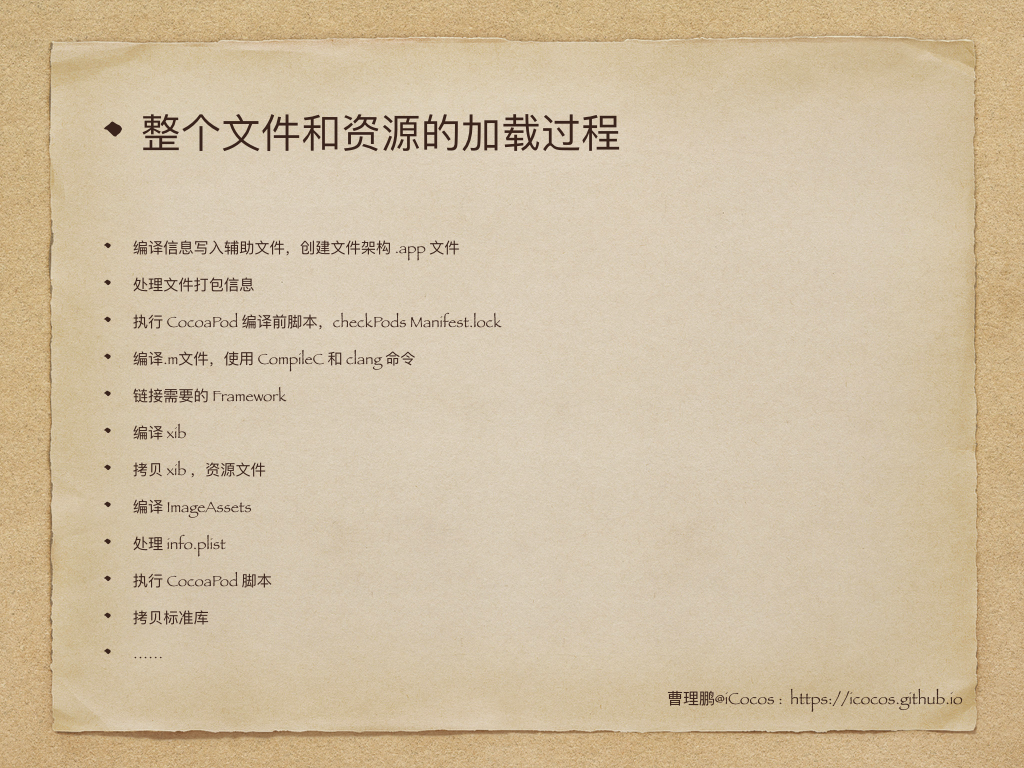 整个文件和资源的加载过程
编译信息写入辅助文件，创建文件架构 .app 文件
处理文件打包信息
执行 CocoaPod 编译前脚本，checkPods Manifest.lock
编译.m文件，使用 CompileC 和 clang 命令
链接需要的 Framework
编译 xib
拷贝 xib ，资源文件
编译 ImageAssets
处理 info.plist
执行 CocoaPod 脚本
拷贝标准库
……
曹理鹏@iCocos : https://icocos.github.io